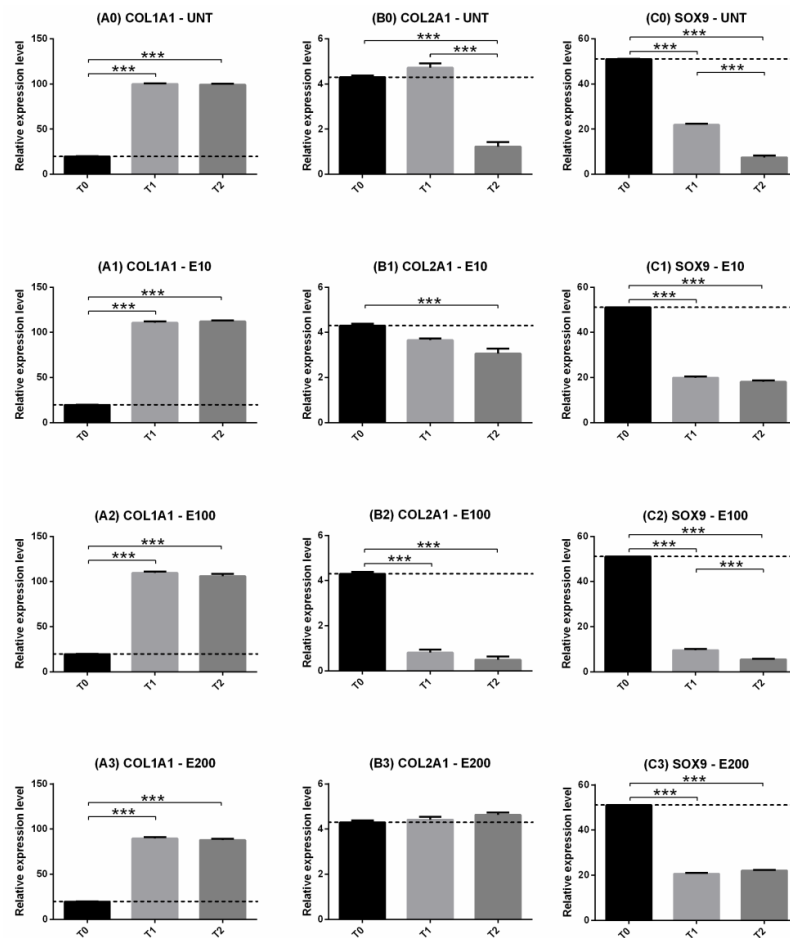 (A0) COL1A1 - UNT
Relative expression level
150
100
50
0
***
***
T0
T1
T2
(B0) COL2A1 - UNT
Relative expression level
6
4
2
0
***
***
T0
T1
T2
(C0) SOX9 - UNT
Relative expression level
60
40
20
0
***
***
***
T0
T1
T2
(A1) COL1A1 - E10
Relative expression level
150
100
50
0
***
***
T0
T1
T2
(B1) COL2A1 - E10
Relative expression level
6
4
2
0
***
T0
T1
T2
(C1) SOX9 - E10
Relative expression level
60
40
20
0
***
***
T0
T1
T2
(A2) COL1A1 - E100
Relative expression level
150
100
50
0
***
***
T0
T1
T2
(B2) COL2A1 - E100
Relative expression level
6
4
2
0
***
***
T0
T1
T2
(C2) SOX9 - E100
Relative expression level
60
40
20
0
***
***
***
T0
T1
T2
(A3) COL1A1 - E200
Relative expression level
150
100
50
0
***
***
T0
T1
T2
(B3) COL2A1 - E200
Relative expression level
6
4
2
0
T0
T1
T2
(C3) SOX9 - E200
Relative expression level
60
40
20
0
***
***
T0
T1
T2